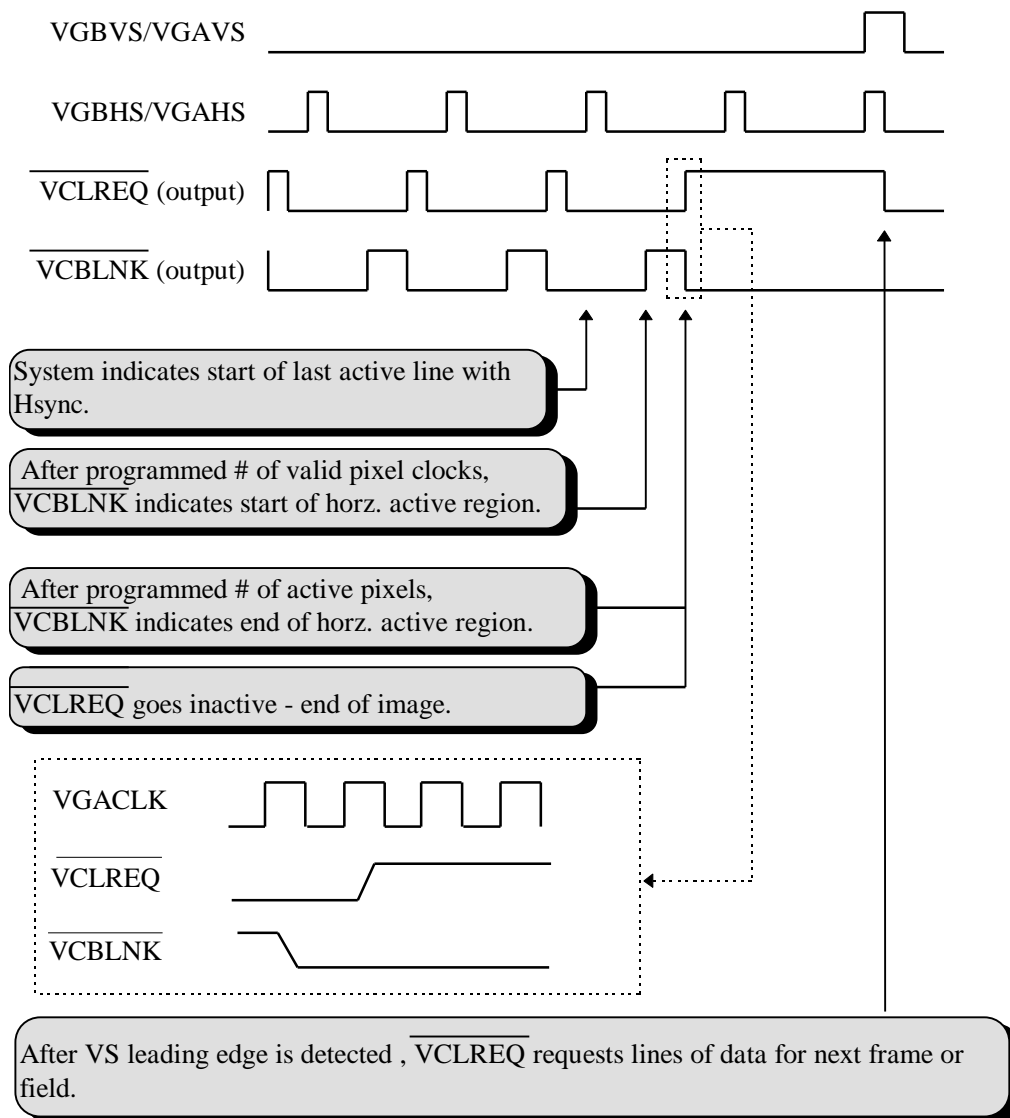 VGBVS/VGAVS
VGBHS/VGAHS
VCLREQ (output)
VCBLNK (output)
System indicates start of last active line with
Hsync.
After programmed # of valid pixel clocks,
VCBLNK indicates start of horz. active region.
After programmed # of active pixels,
VCBLNK indicates end of horz. active region.
VCLREQ goes inactive - end of image.
VGACLK
VCLREQ
VCBLNK
After VS leading edge is detected , VCLREQ requests lines of data for next frame or
field.